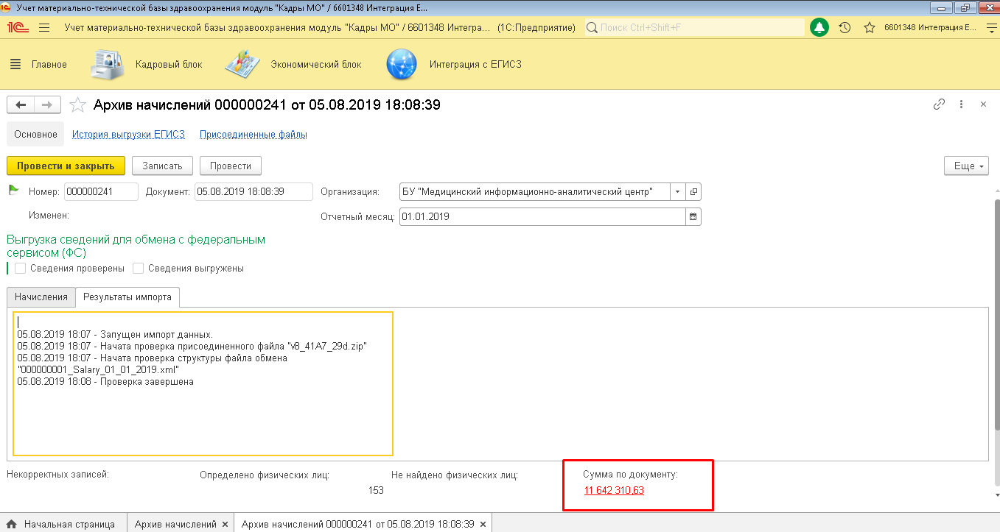 Учет материально-технической базы здравоохранения модуль "Кадры МО" / 6601348 Интеграция Е...
1С Учет материально-технической базы здравоохранения модуль "Кадры МО" / 6601348 Интегра... (1С:Предприятие) Поиск Ctrl+Shift+F 6601348 Интеграция Е...
Главное Кадровый блок Экономический блок Интеграция с ЕГИСЗ
Архив начислений 000000241 от 05.08.2019 18:08:39
Основное История выгрузки ЕГИСЗ Присоединенные файлы
Провести и закрыть Записать Провести Еще
Номер: 000000241 Документ: 05.08.2019 18:08:39 Организация: БУ "Медицинский информационно-аналитический центр"
Изменен: Отчетный месяц: 01.01.2019
Выгрузка сведений для обмена с федеральным
сервисом (ФС)
Сведения проверены Сведения выгружены
Начисления Результаты импорта
05.08.2019 18:07 - Запущен импорт данных.
05.08.2019 18:07 - Начата проверка присоединенного файла "v8_41A7_29d.zip"
05.08.2019 18:07 - Начата проверка структуры файла обмена
"000000001_Salary_01_01_2019.xml"
05.08.2019 18:08 - Проверка завершена
Некорректных записей: Определено физических лиц: Не найдено физических лиц: Сумма по документу:
153 11 642 310,63
Начальная страница Архив начислений × Архив начислений 000000241 от 05.08.2019 18:08:39 ×